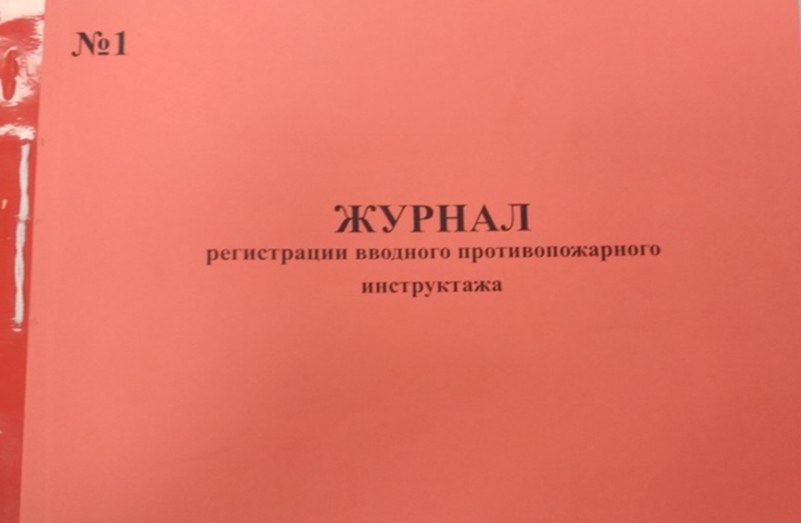 №1
ЖУРНАЛ
регистрации вводного противопожарного
инструктажа